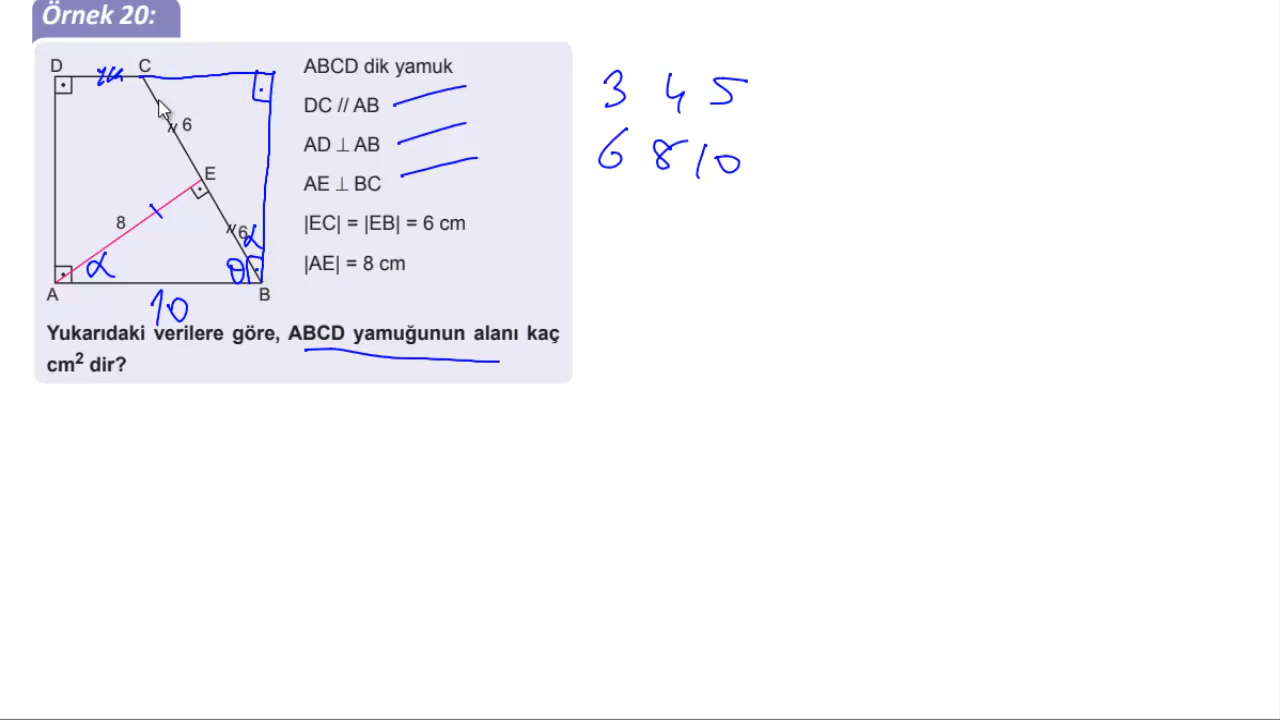 Örnek 20:
D C
6
E
8
6 α
α θ
A B
10
ABCD dik yamuk
DC // AB
AD ⊥ AB
AE ⊥ BC
|EC| = |EB| = 6 cm
|AE| = 8 cm
Yukarıdaki verilere göre, ABCD yamuğunun alanı kaç
cm² dir?
3 4 5
6 8 10